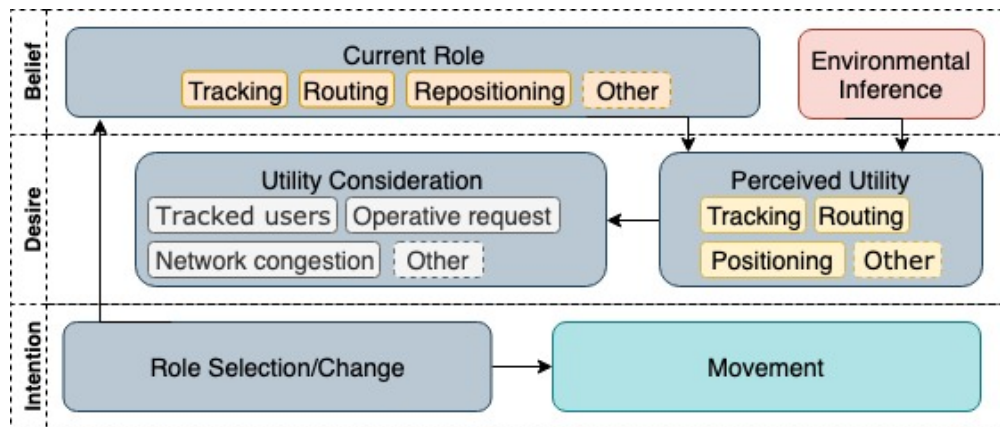 Belief
Current Role
Tracking Routing Repositioning Other
Environmental
Inference
Desire
Utility Consideration
Tracked users Operative request
Network congestion Other
Perceived Utility
Tracking Routing
Positioning Other
Intention
Role Selection/Change
Movement